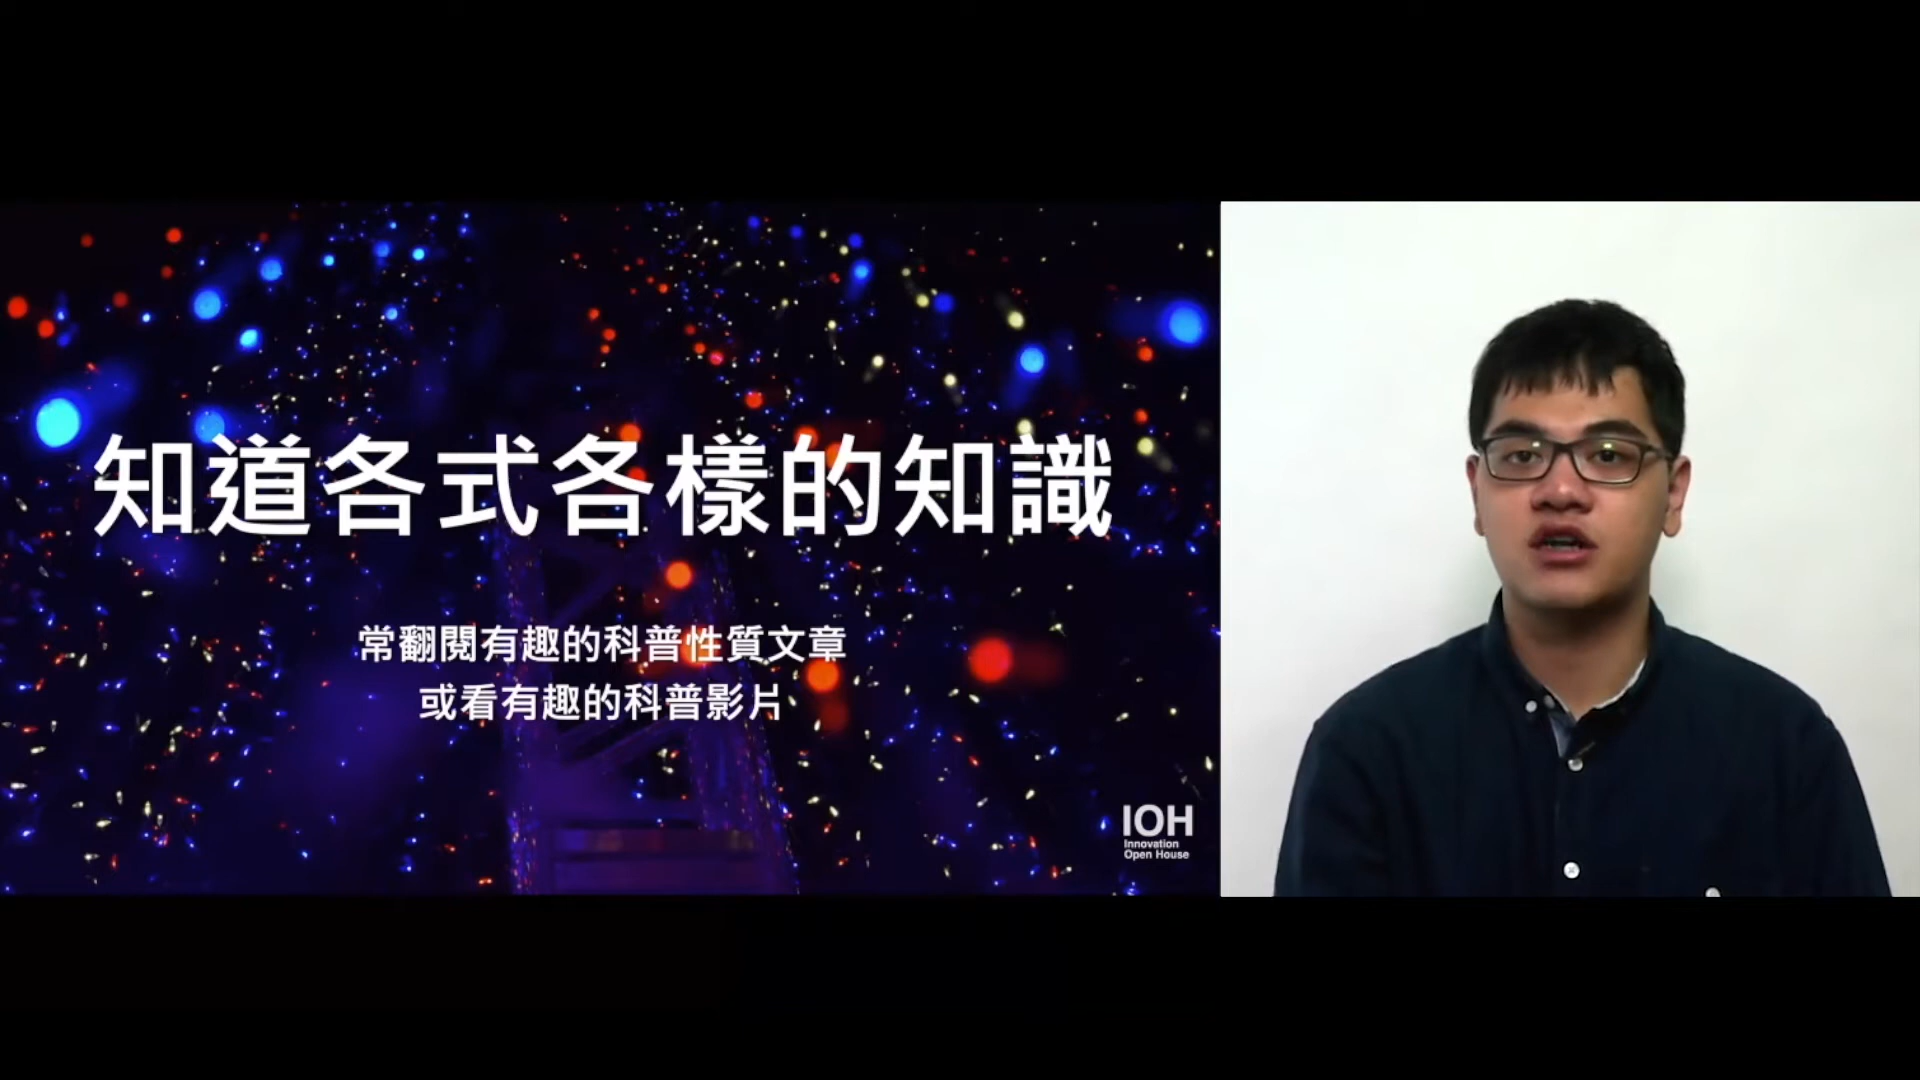 知道各式各樣的知識
常翻閱有趣的科普性質文章
或看有趣的科普影片
IOH
Innovation
Open House